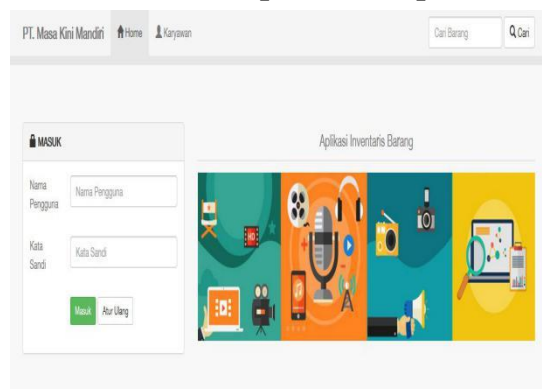 PT. Masa Kini Mandiri Home Karyawan Cari Barang Cari
MASUK
Aplikasi Inventaris Barang
Nama
Pengguna
Nama Pengguna
Kata
Sandi
Kata Sandi
Masuk Atur Ulang
HD